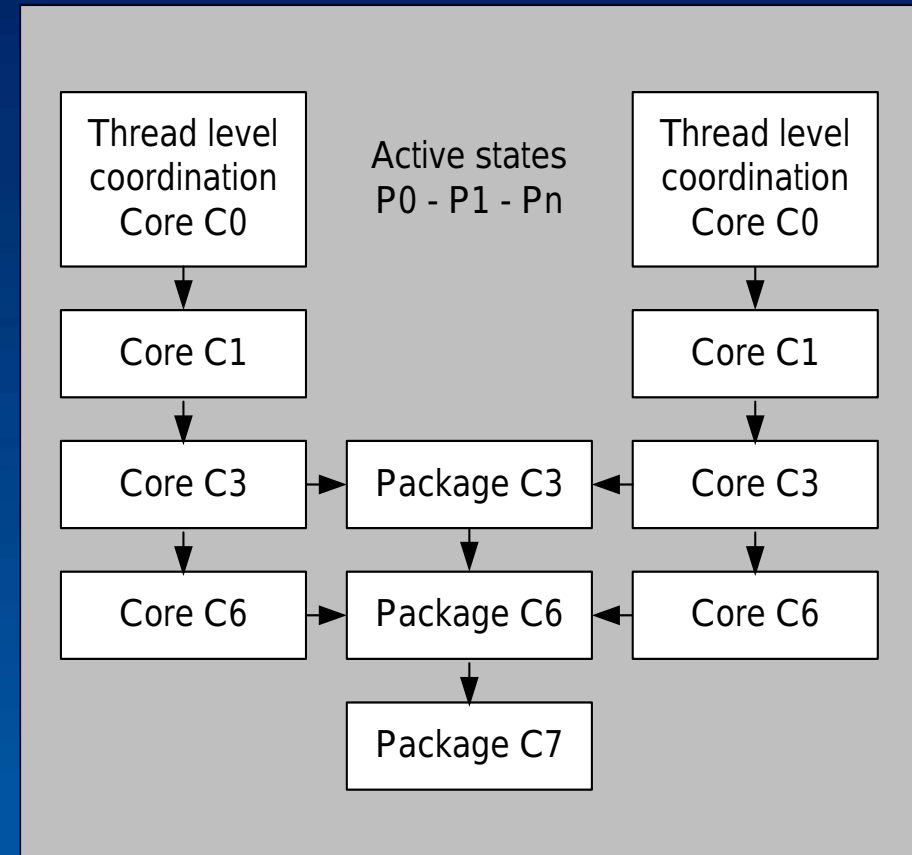 Thread level
coordination
Core C0
Active states
P0 - P1 - Pn
Thread level
coordination
Core C0
Core C1
Core C1
Core C3
Package C3
Core C3
Core C6
Package C6
Core C6
Package C7